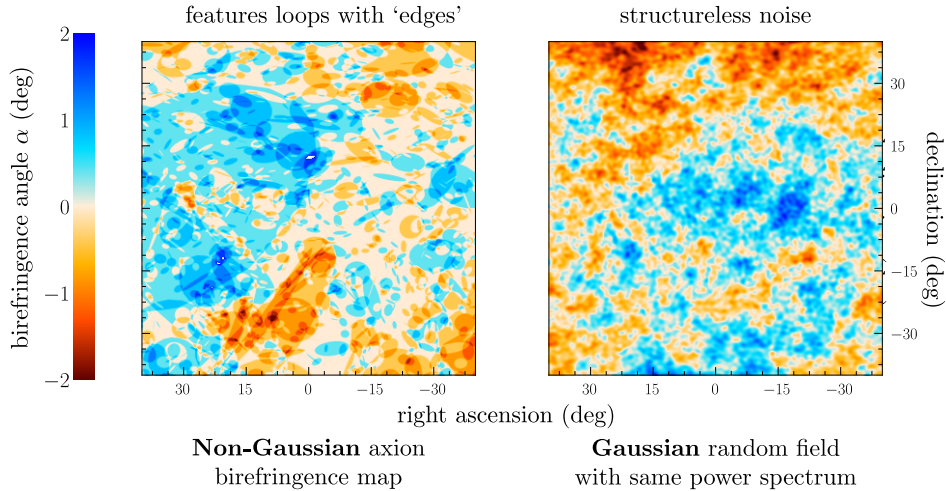 features loops with ‘edges’
structureless noise
birefringence angle α (deg)
2
1
0
−1
−2
30
15
0
−15
−30
30
15
0
−15
−30
30
15
0
−15
−30
declination (deg)
right ascension (deg)
Non-Gaussian axion
birefringence map
Gaussian random field
with same power spectrum